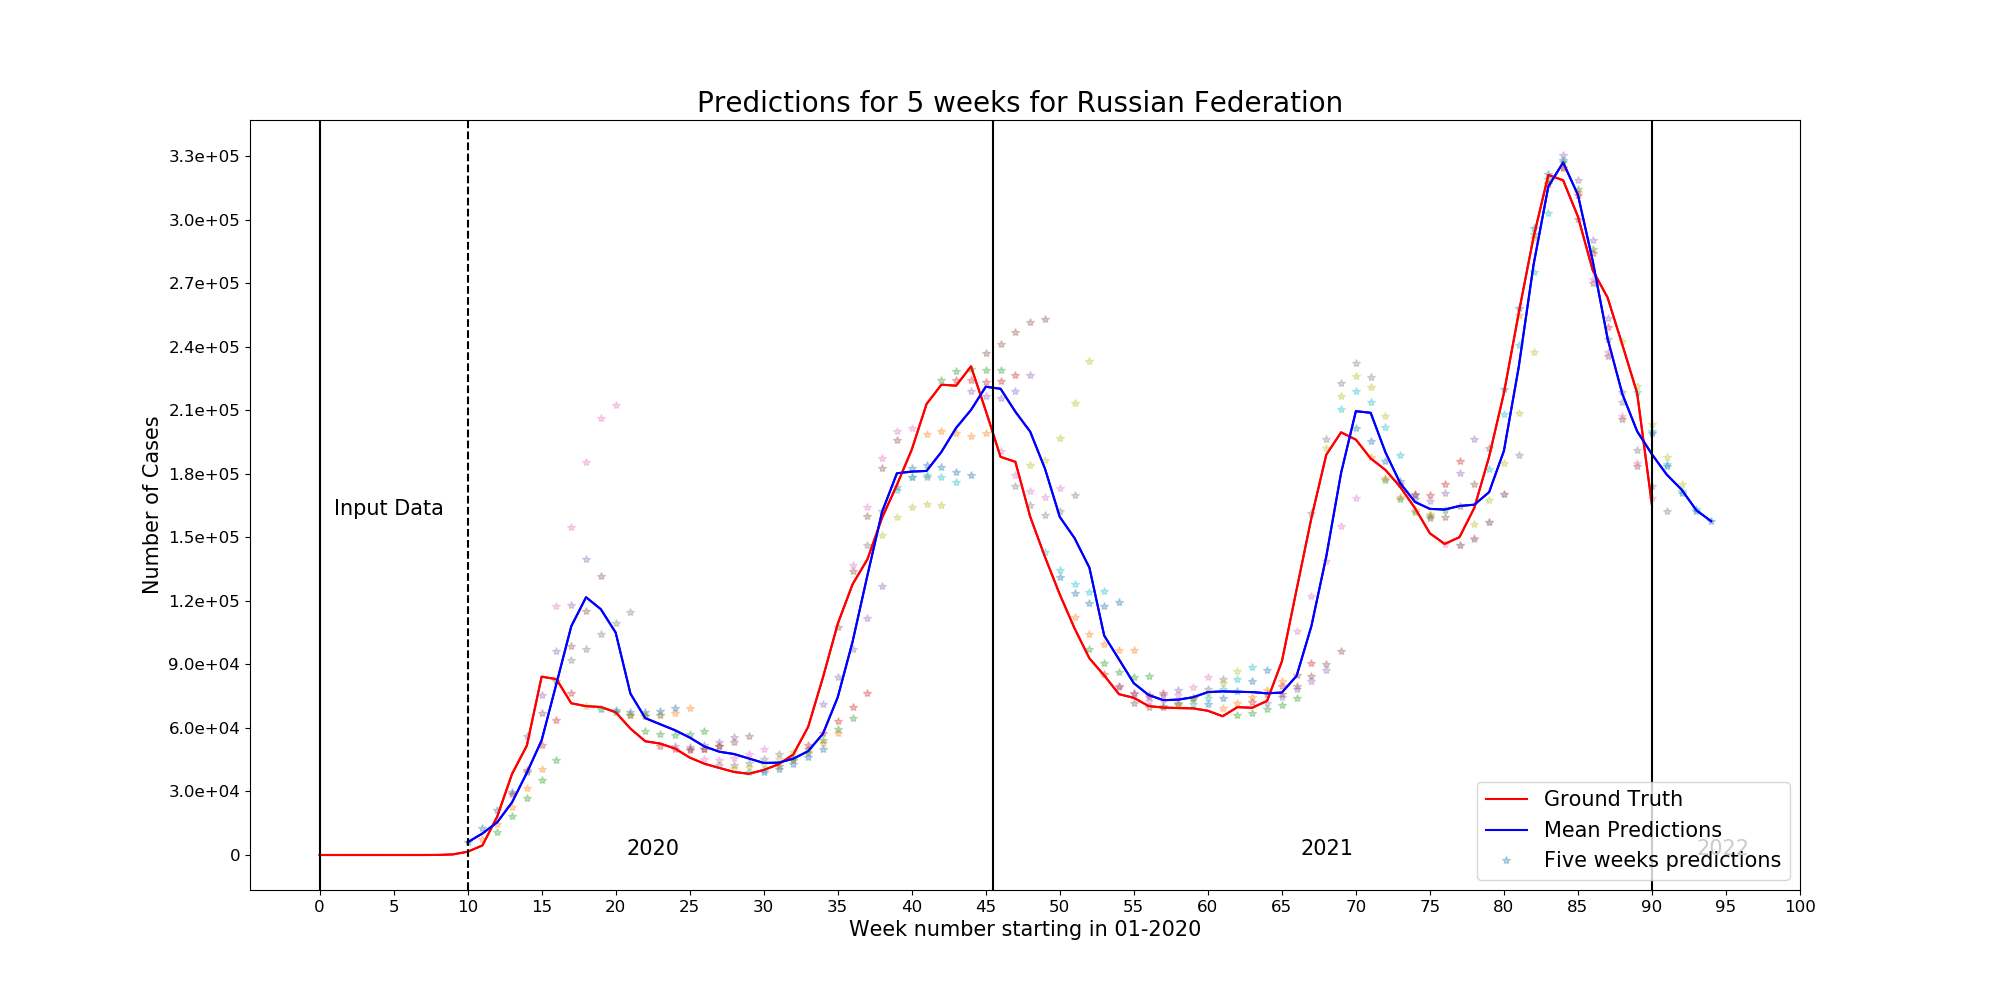 Predictions for 5 weeks for Russian Federation
3.3e+05
3.0e+05
2.7e+05
2.4e+05
2.1e+05
1.8e+05
1.5e+05
1.2e+05
9.0e+04
6.0e+04
3.0e+04
0
Number of Cases
Input Data
2020
2021
2022
Ground Truth
Mean Predictions
Five weeks predictions
0 5 10 15 20 25 30 35 40 45 50 55 60 65 70 75 80 85 90 95 100
Week number starting in 01-2020